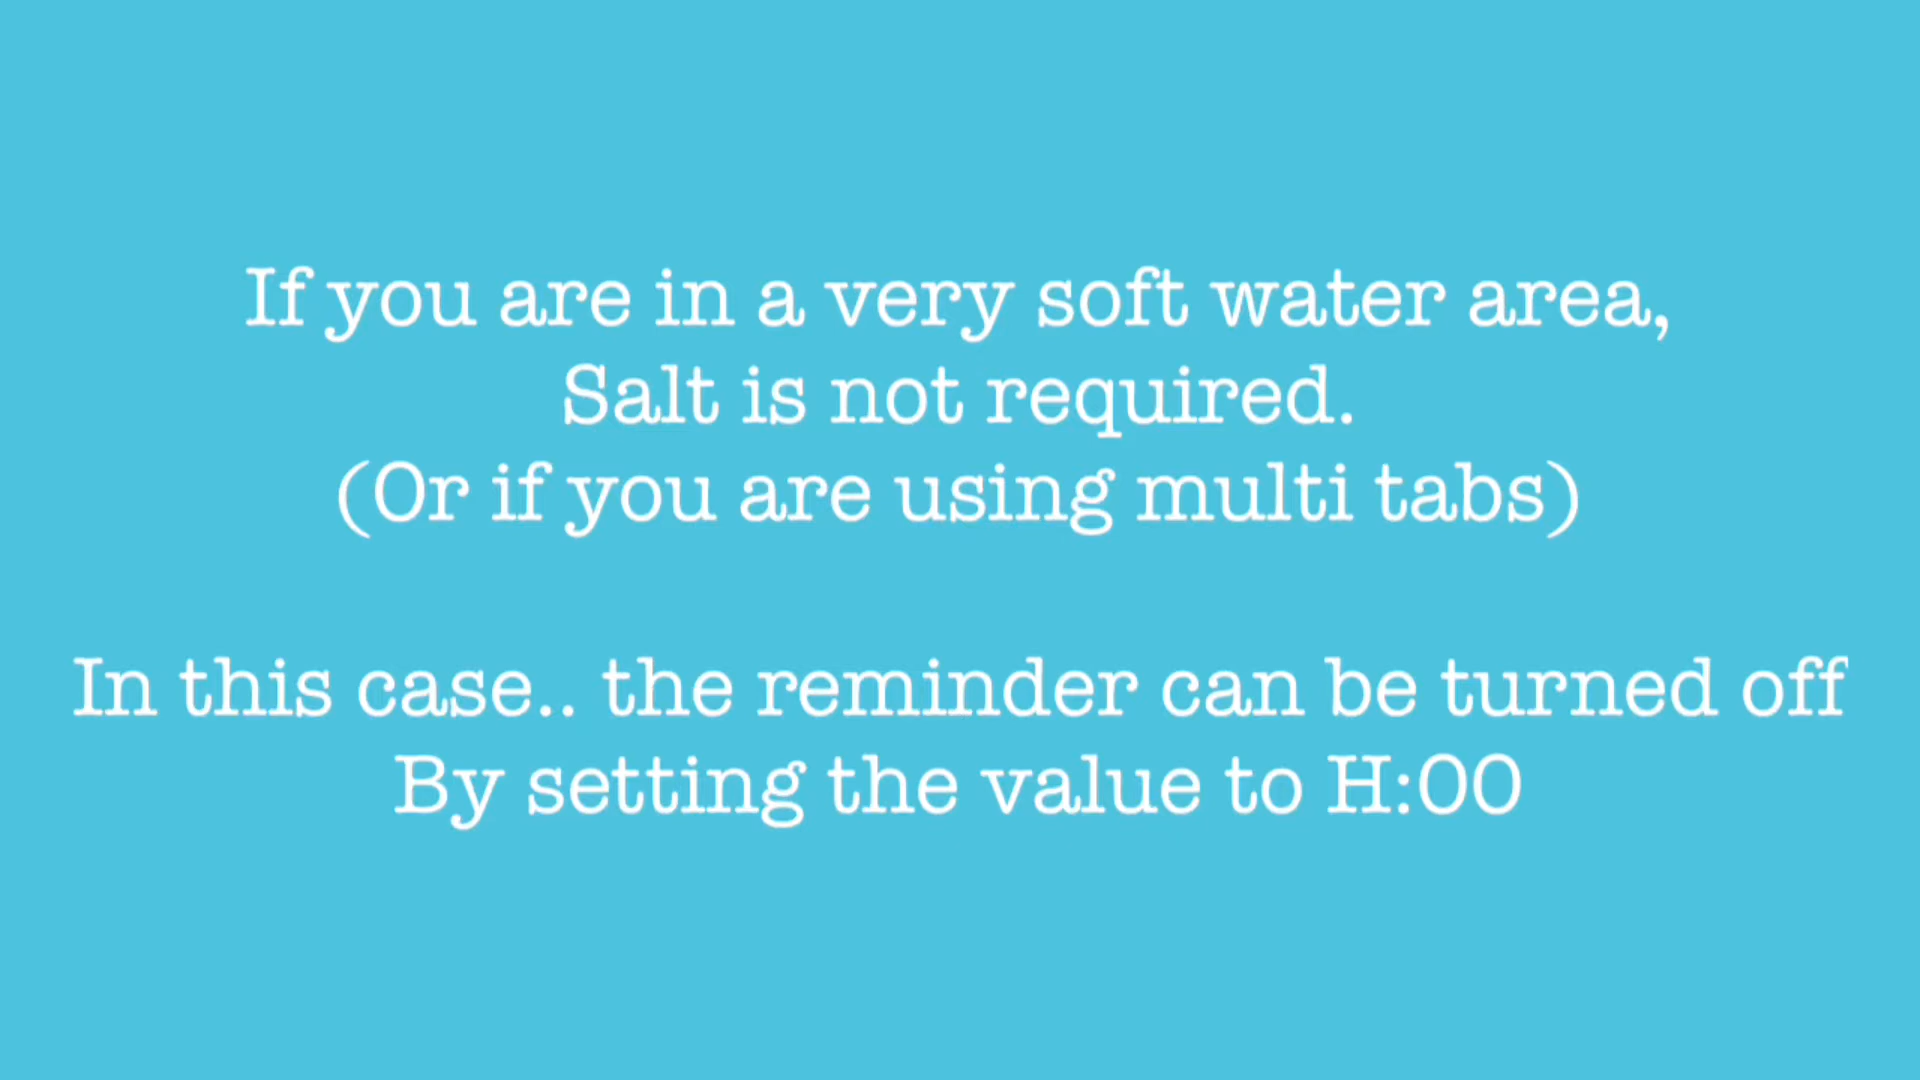 If you are in a very soft water area,
Salt is not required.
(Or if you are using multi tabs)
In this case.. the reminder can be turned off
By setting the value to H:00